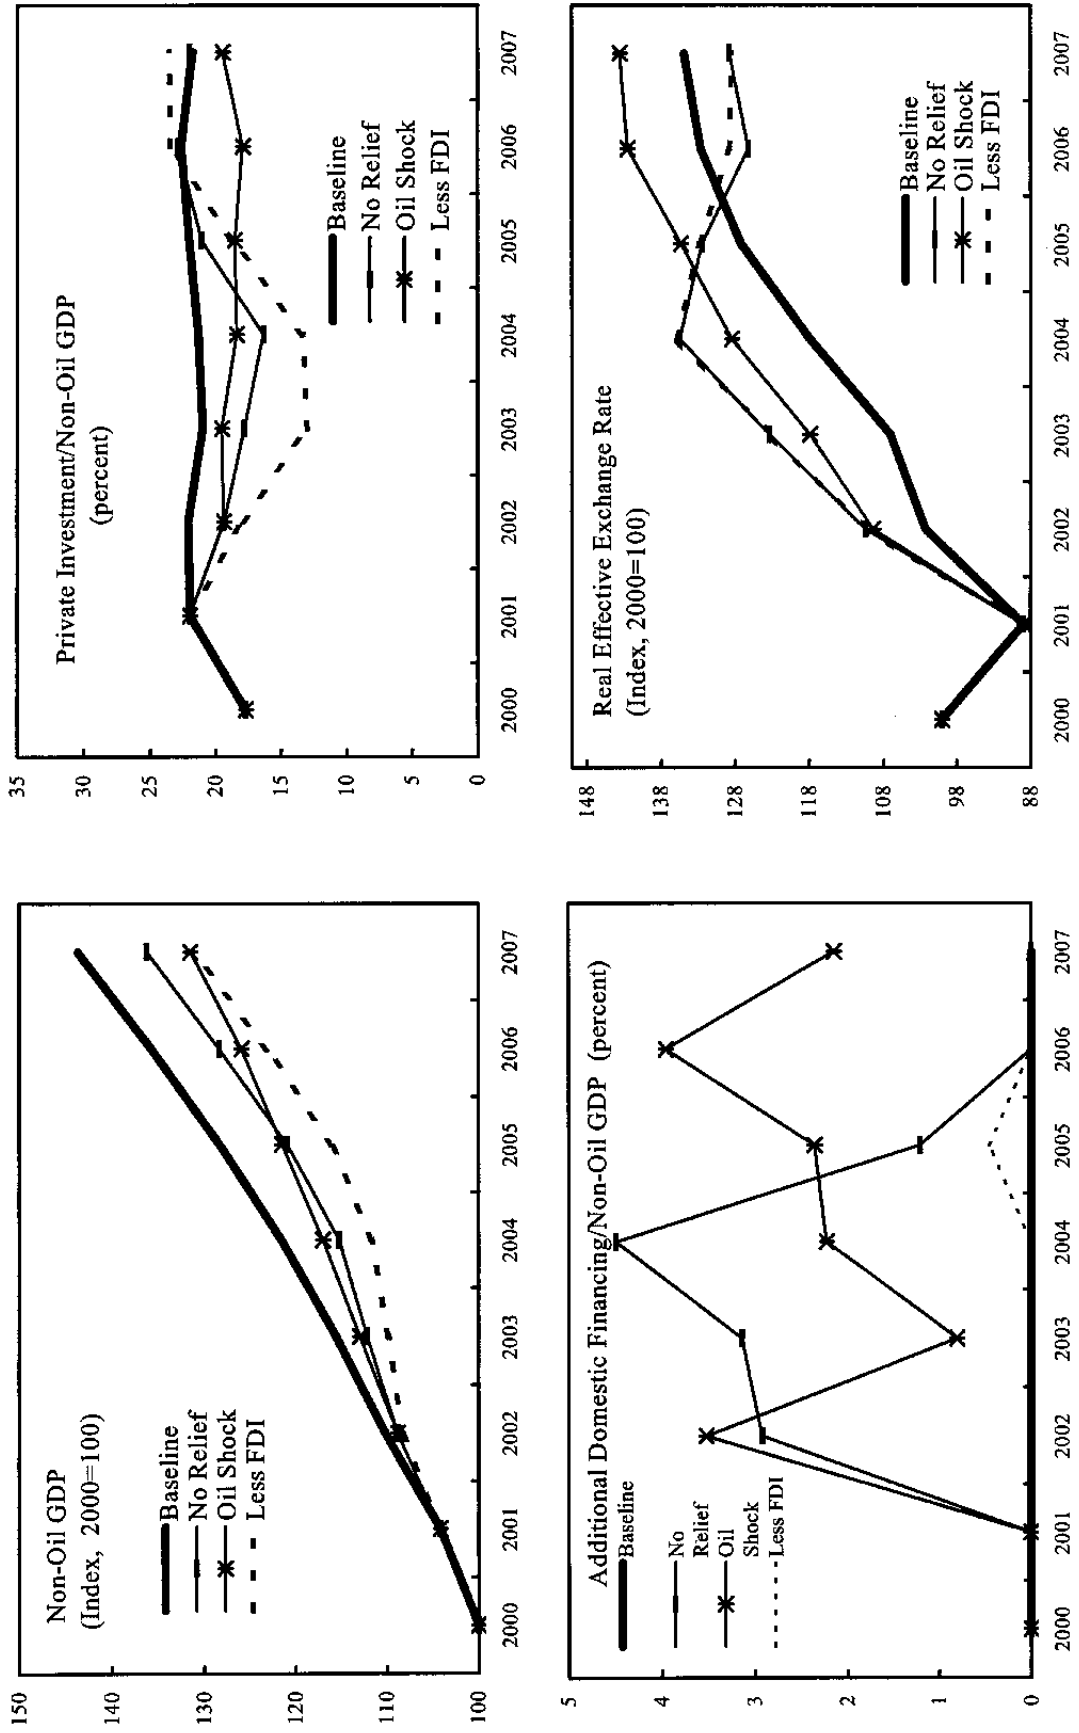 Non-Oil GDP
(Index, 2000=100)
Baseline
No Relief
Oil Shock
Less FDI
150
140
130
120
110
100
2000
2001
2002
2003
2004
2005
2006
2007
Private Investment/Non-Oil GDP
(percent)
Baseline
No Relief
Oil Shock
Less FDI
35
30
25
20
15
10
5
0
2000
2001
2002
2003
2004
2005
2006
2007
Additional Domestic Financing/Non-Oil GDP (percent)
Baseline
No
Relief
Oil
Shock
Less FDI
5
4
3
2
1
0
2000
2001
2002
2003
2004
2005
2006
2007
Real Effective Exchange Rate
(Index, 2000=100)
Baseline
No Relief
Oil Shock
Less FDI
148
138
128
118
108
98
88
2000
2001
2002
2003
2004
2005
2006
2007